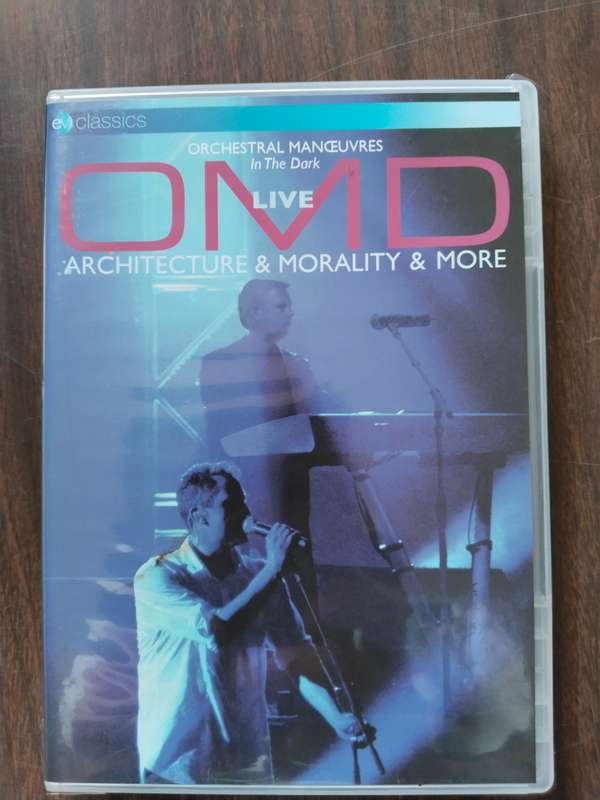 ev classics
ORCHESTRAL MANŒUVRES
In The Dark
OMD
LIVE
ARCHITECTURE & MORALITY & MORE